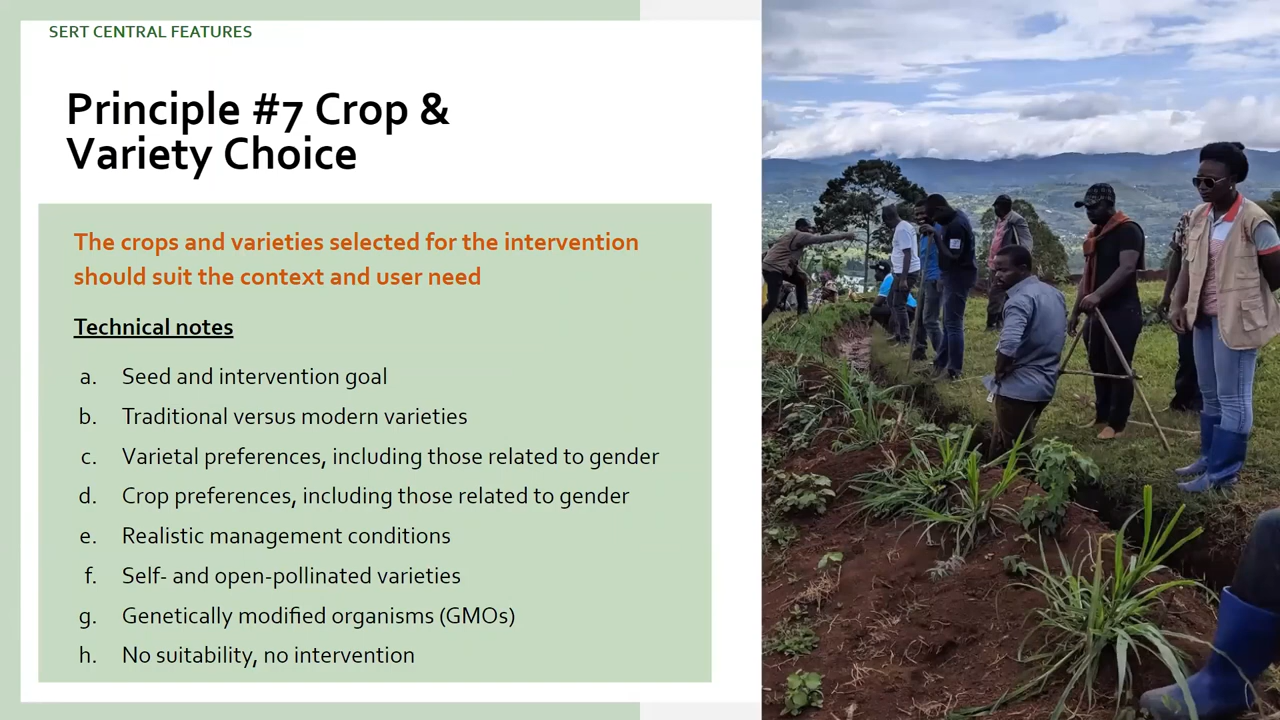 SERT CENTRAL FEATURES
Principle #7 Crop &
Variety Choice
The crops and varieties selected for the intervention
should suit the context and user need
Technical notes
a. Seed and intervention goal
b. Traditional versus modern varieties
c. Varietal preferences, including those related to gender
d. Crop preferences, including those related to gender
e. Realistic management conditions
f. Self- and open-pollinated varieties
g. Genetically modified organisms (GMOs)
h. No suitability, no intervention